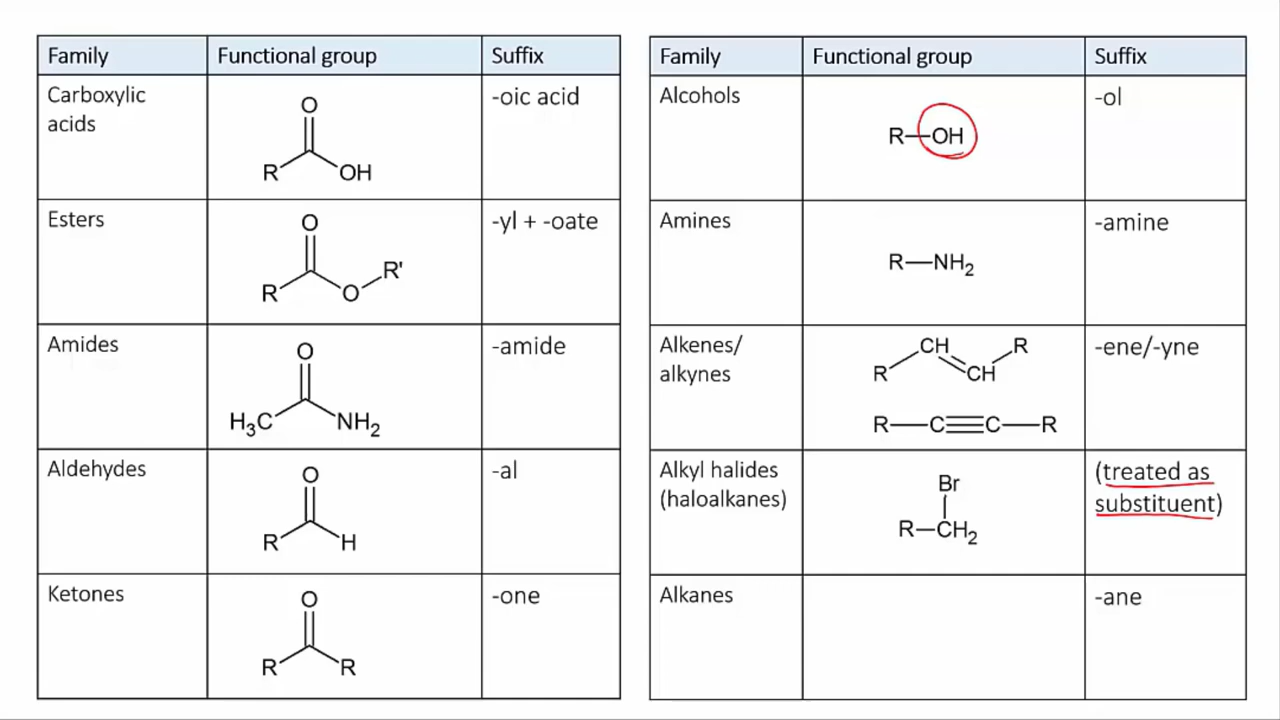 Family Functional group Suffix
Carboxylic
acids
O
R
OH
-oic acid
Esters
O
R
O
R'
-yl + -oate
Amides
O
H3C
NH2
-amide
Aldehydes
O
R
H
-al
Ketones
O
R
R
-one
Family Functional group Suffix
Alcohols
R—OH
-ol
Amines
R—NH2
-amine
Alkenes/
alkynes
R
CH
CH
R
R—C≡C—R
-ene/-yne
Alkyl halides
(haloalkanes)
Br
R—CH2
(treated as
substituent)
Alkanes
-ane